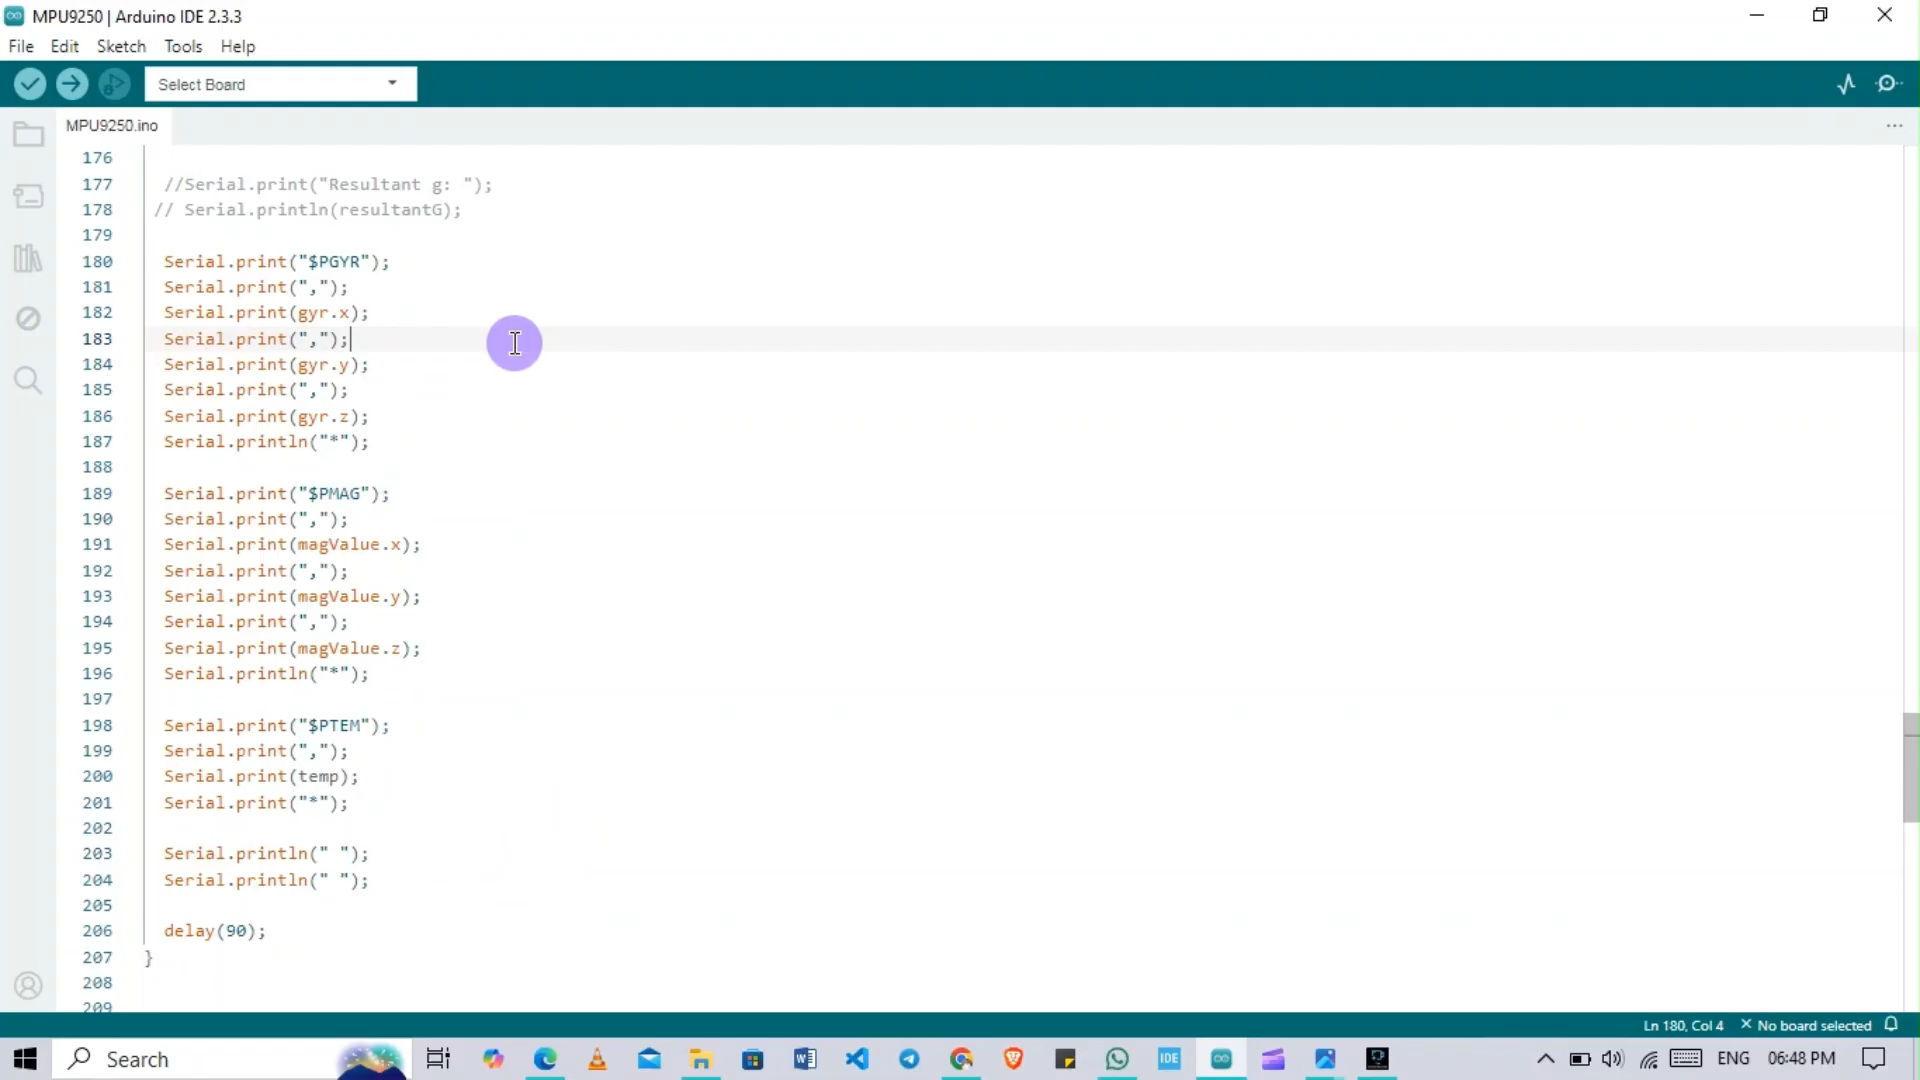 MPU9250 | Arduino IDE 2.3.3
File Edit Sketch Tools Help
Select Board
MPU9250.ino
176
177 //Serial.print("Resultant g: ");
178 // Serial.println(resultantG);
179
180 Serial.print("$PGYR");
181 Serial.print(",");
182 Serial.print(gyr.x);
183 Serial.print(",");
184 Serial.print(gyr.y);
185 Serial.print(",");
186 Serial.print(gyr.z);
187 Serial.println("*");
188
189 Serial.print("$PMAG");
190 Serial.print(",");
191 Serial.print(magValue.x);
192 Serial.print(",");
193 Serial.print(magValue.y);
194 Serial.print(",");
195 Serial.print(magValue.z);
196 Serial.println("*");
197
198 Serial.print("$PTEM");
199 Serial.print(",");
200 Serial.print(temp);
201 Serial.print("*");
202
203 Serial.println(" ");
204 Serial.println(" ");
205
206 delay(90);
207 }
208
209
Ln 180, Col 4 No board selected
Search IDE ENG 06:48 PM